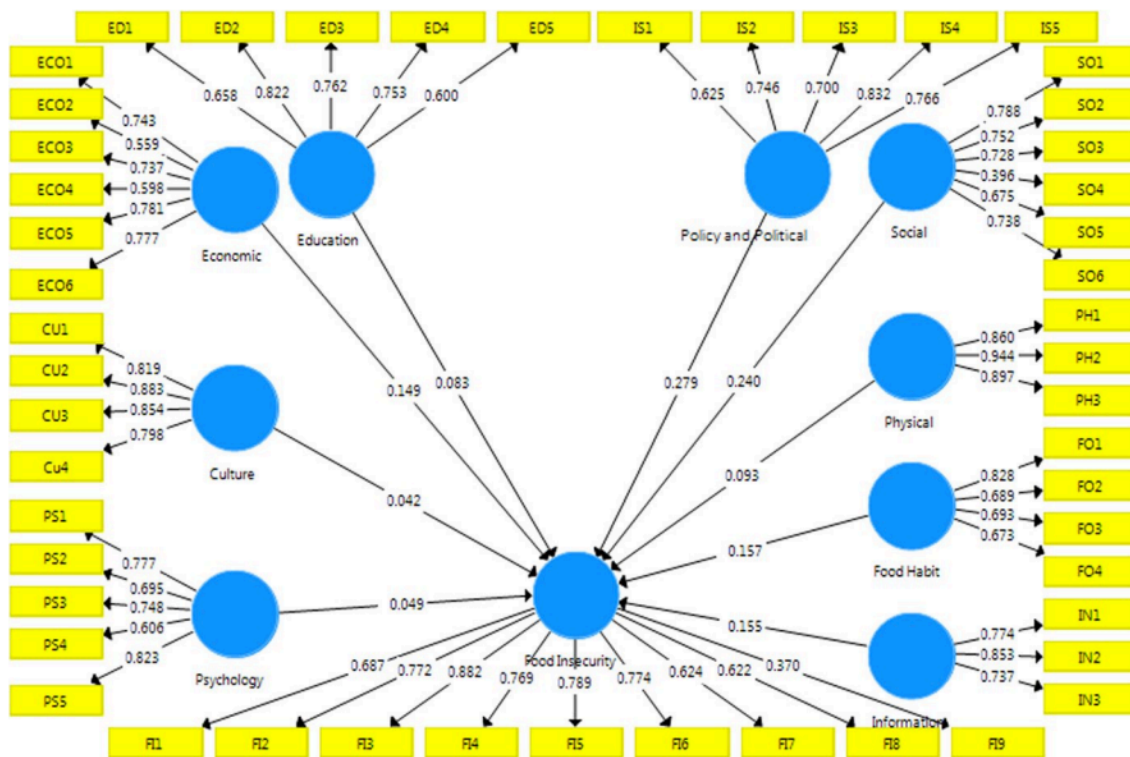 ED1 ED2 ED3 ED4 ED5 IS1 IS2 IS3 IS4 IS5
0.658 0.822 0.762 0.753 0.600
0.625 0.746 0.700 0.832 0.766
ECO1
ECO2
ECO3
ECO4
ECO5
ECO6
0.743
0.559
0.737
0.598
0.781
0.777
Economic
Education
Policy and Political
Social
0.788
0.752
0.728
0.396
0.675
0.738
SO1
SO2
SO3
SO4
SO5
SO6
CU1
CU2
CU3
Cu4
0.819
0.883
0.854
0.798
Culture
0.149
0.083
0.279
0.240
0.042
0.093
0.860
0.944
0.897
Physical
PH1
PH2
PH3
PS1
PS2
PS3
PS4
PS5
0.777
0.695
0.748
0.606
0.823
Psychology
0.049
0.157
0.828
0.689
0.693
0.673
Food Habit
FO1
FO2
FO3
FO4
Food Insecurity
0.155
0.774
0.853
0.737
Information
IN1
IN2
IN3
0.687 0.772 0.882 0.769 0.789 0.774 0.624 0.622 0.370
FI1 FI2 FI3 FI4 FI5 FI6 FI7 FI8 FI9